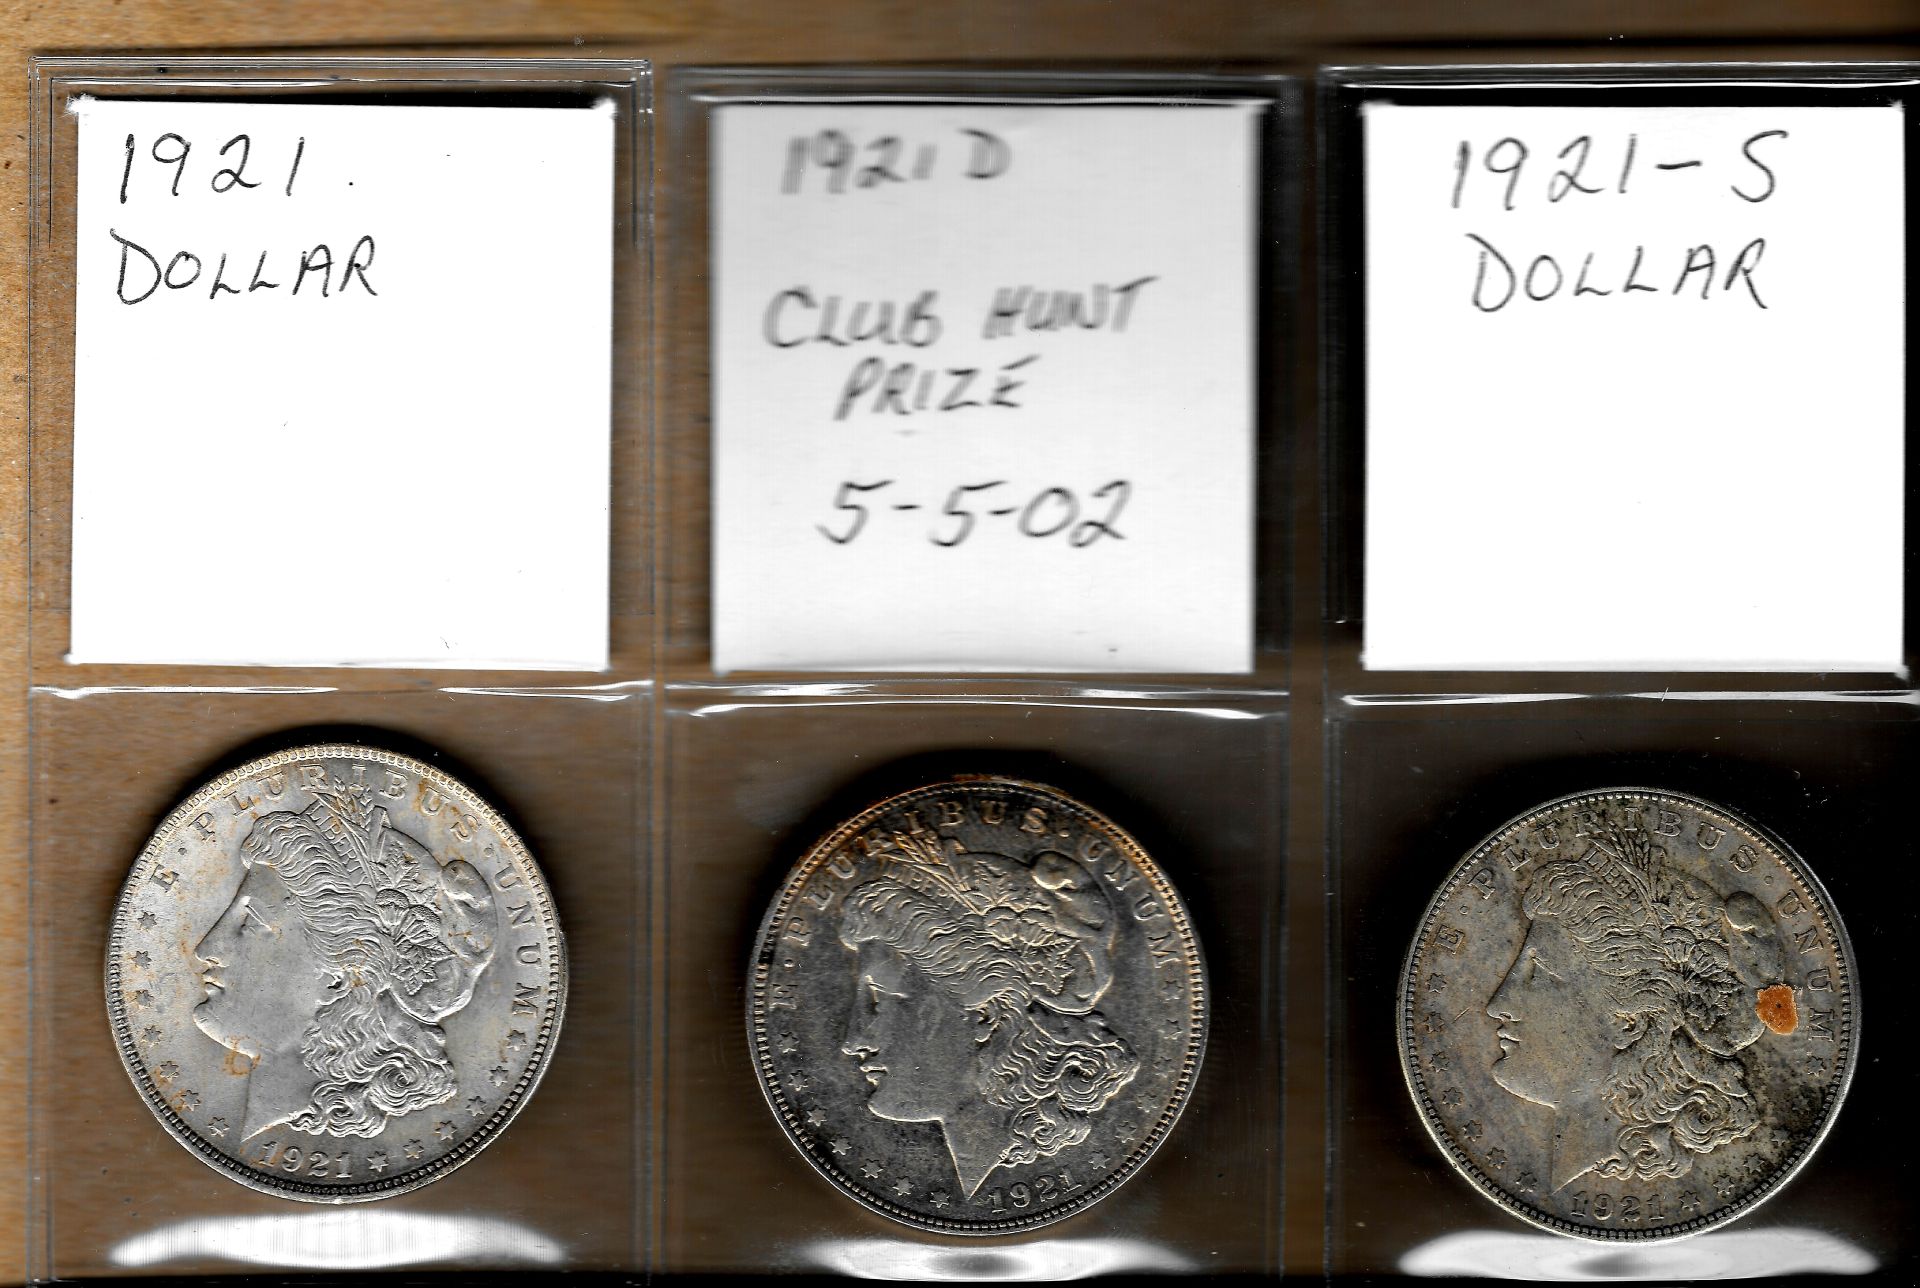 1921.
DOLLAR
1921 D
CLUB HUNT
PRIZE
5-5-02
1921-S
DOLLAR
E·PLURIBUS·UNUM
LIBERTY
1921
E·PLURIBUS·UNUM
LIBERTY
1921
E·PLURIBUS·UNUM
LIBERTY
1921